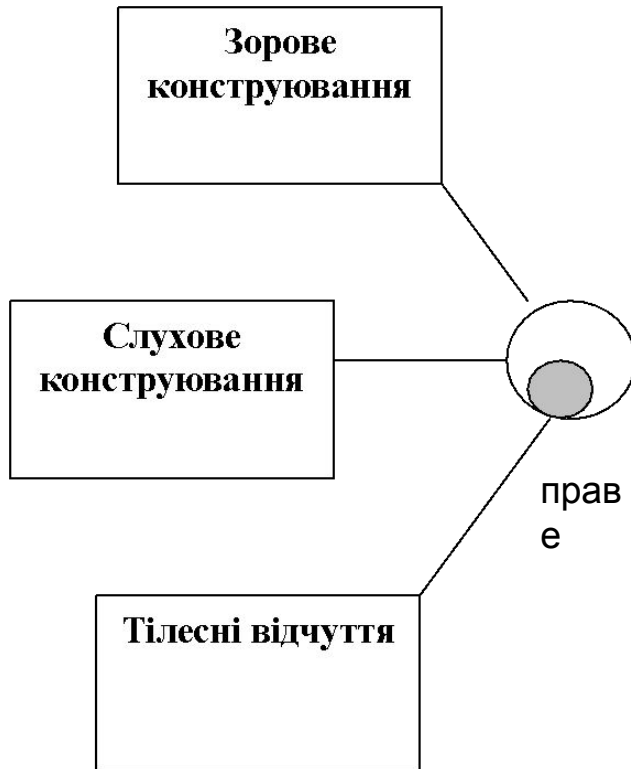 Зорове
конструювання
Слухове
конструювання
прав
е
Тілесні відчуття